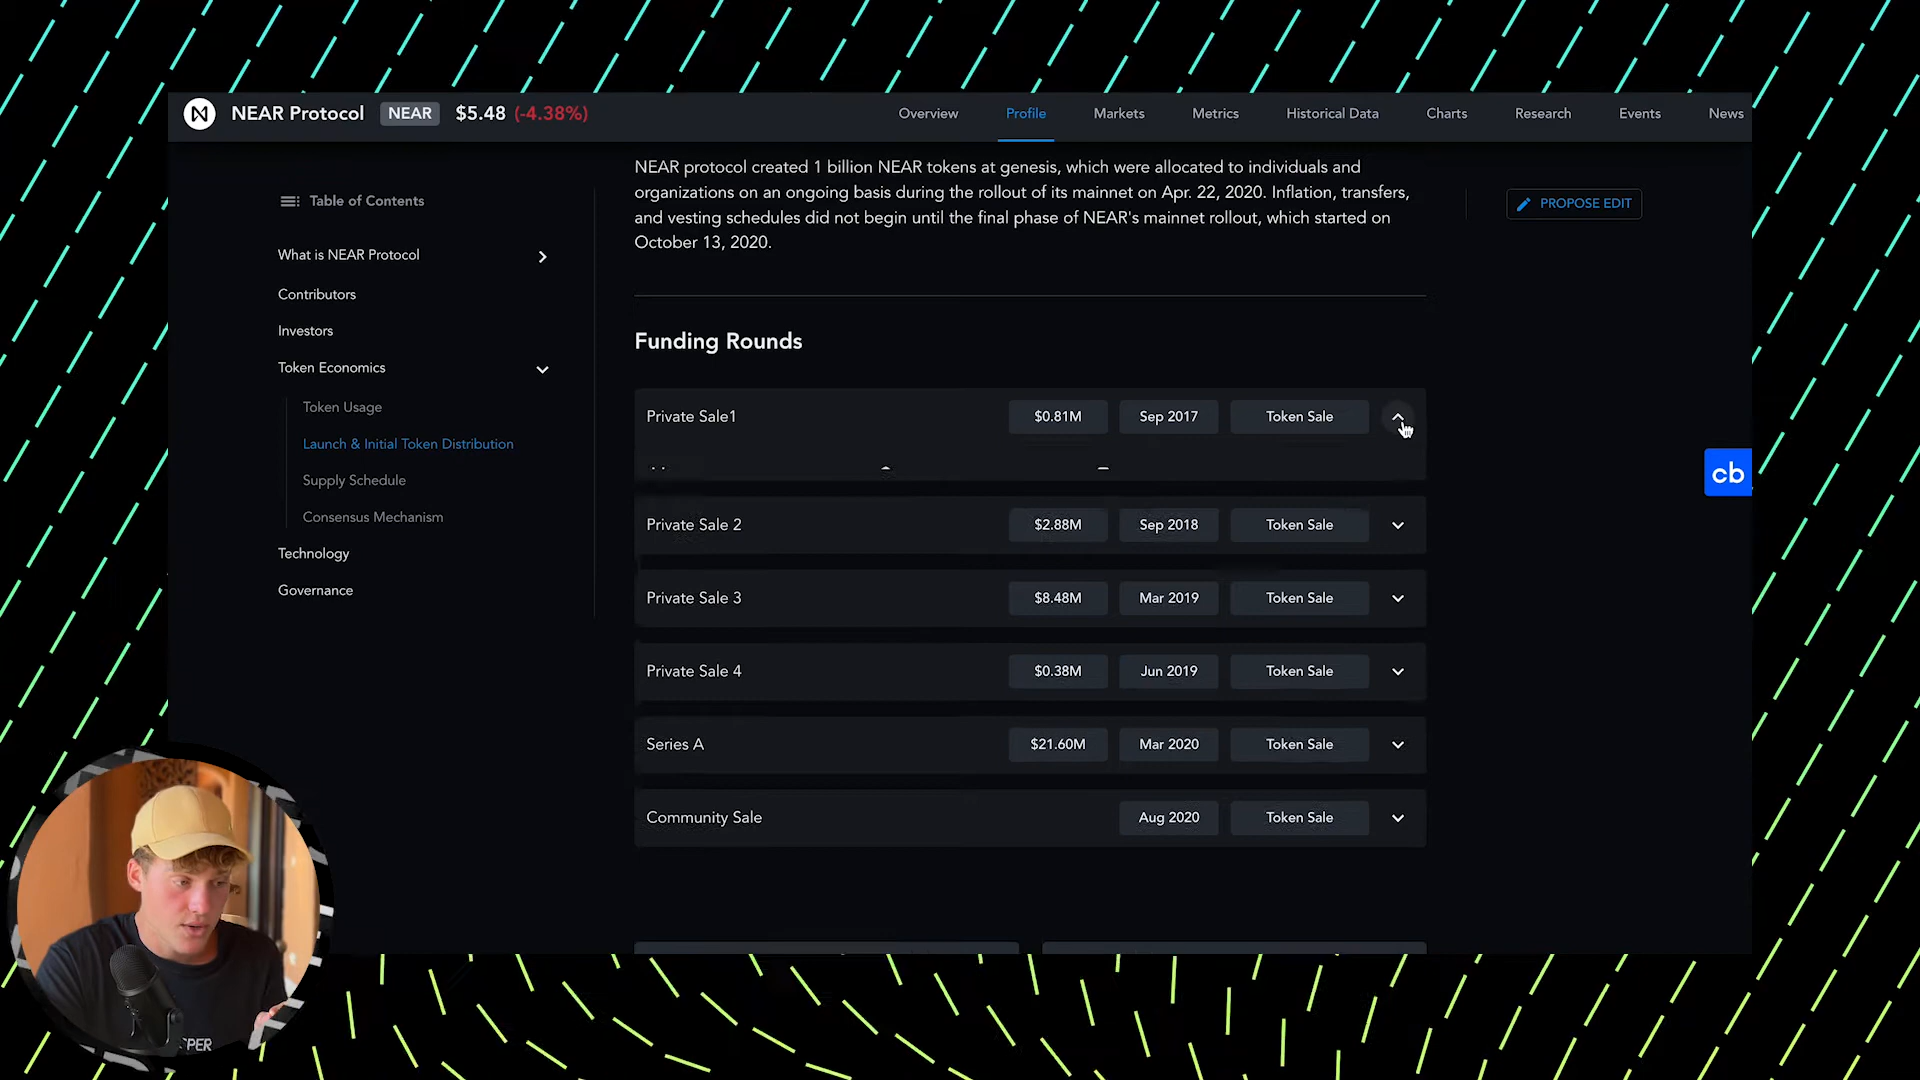 NEAR Protocol NEAR $5.48 (-4.38%)
Overview Profile Markets Metrics Historical Data Charts Research Events News
Table of Contents
What is NEAR Protocol
Contributors
Investors
Token Economics
Token Usage
Launch & Initial Token Distribution
Supply Schedule
Consensus Mechanism
Technology
Governance
NEAR protocol created 1 billion NEAR tokens at genesis, which were allocated to individuals and
organizations on an ongoing basis during the rollout of its mainnet on Apr. 22, 2020. Inflation, transfers,
and vesting schedules did not begin until the final phase of NEAR's mainnet rollout, which started on
October 13, 2020.
PROPOSE EDIT
Funding Rounds
Private Sale1 $0.81M Sep 2017 Token Sale
Private Sale 2 $2.88M Sep 2018 Token Sale
Private Sale 3 $8.48M Mar 2019 Token Sale
Private Sale 4 $0.38M Jun 2019 Token Sale
Series A $21.60M Mar 2020 Token Sale
Community Sale Aug 2020 Token Sale
cb
SPER